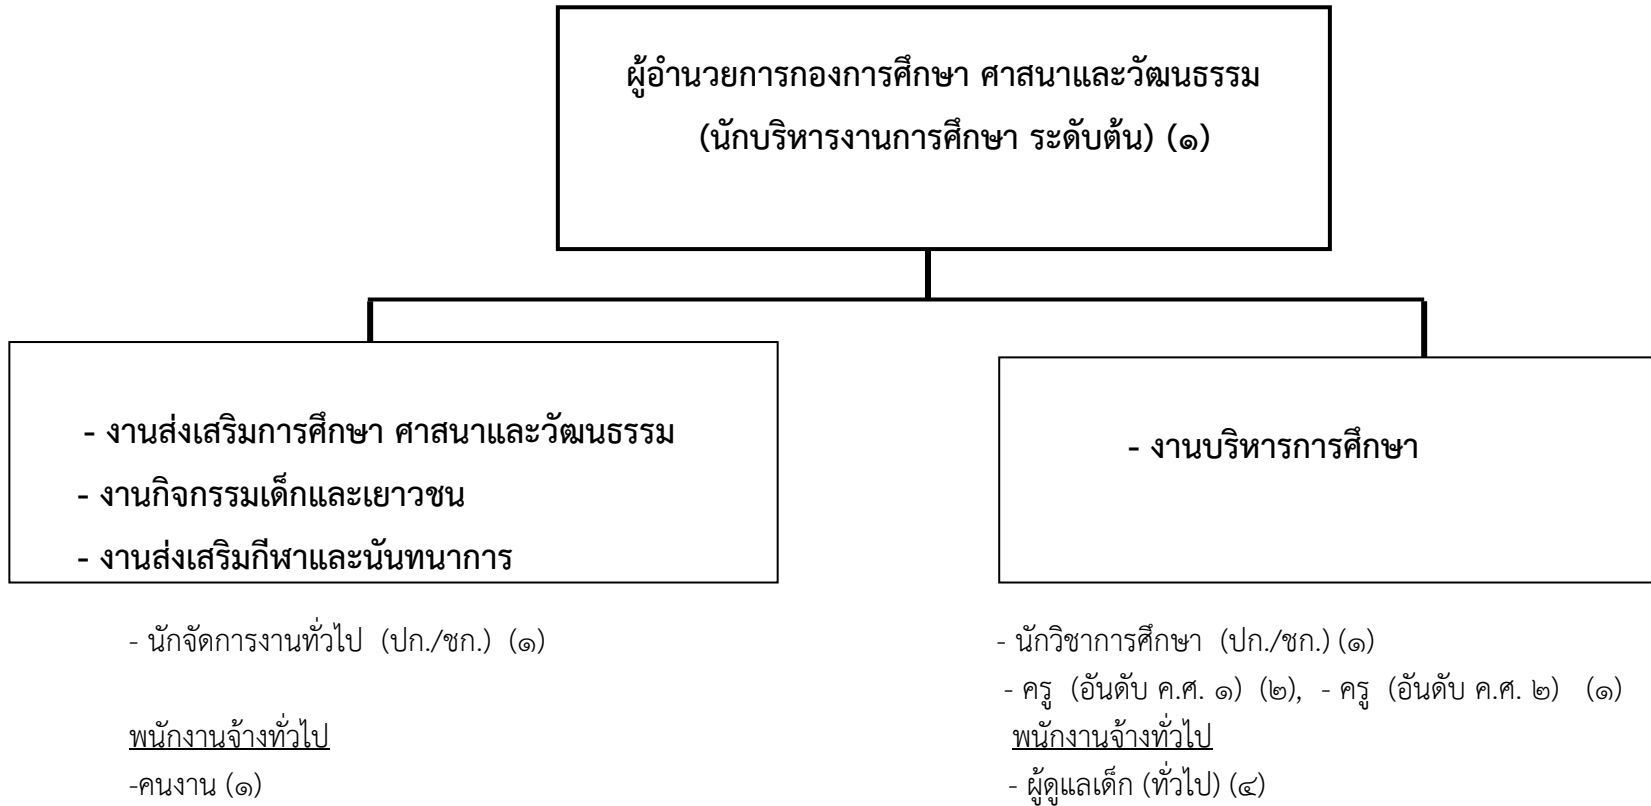 ผู้อำนวยการกองการศึกษา ศาสนาและวัฒนธรรม
(นักบริหารงานการศึกษา ระดับต้น) (๑)
- งานส่งเสริมการศึกษา ศาสนาและวัฒนธรรม
- งานกิจกรรมเด็กและเยาวชน
- งานส่งเสริมกีฬาและนันทนาการ
- นักจัดการงานทั่วไป (ปก./ชก.) (๑)
พนักงานจ้างทั่วไป
-คนงาน (๑)
- งานบริหารการศึกษา
- นักวิชาการศึกษา (ปก./ชก.) (๑)
- ครู (อันดับ ค.ศ. ๑) (๒), - ครู (อันดับ ค.ศ. ๒) (๑)
พนักงานจ้างทั่วไป
- ผู้ดูแลเด็ก (ทั่วไป) (๔)